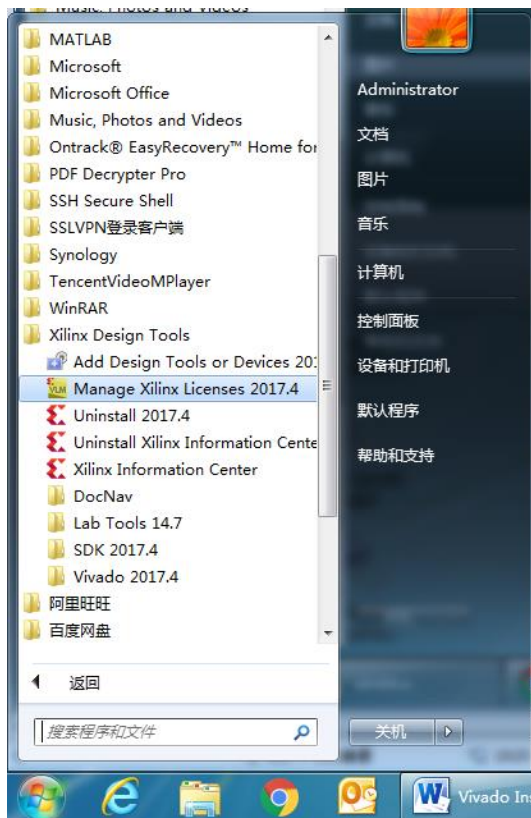 Music, Photos and Videos
MATLAB
Microsoft
Microsoft Office
Music, Photos and Videos
Ontrack® EasyRecovery™ Home for
PDF Decrypter Pro
SSH Secure Shell
SSLVPN登录客户端
Synology
TencentVideoMPlayer
WinRAR
Xilinx Design Tools
Add Design Tools or Devices 201
VLM Manage Xilinx Licenses 2017.4
Uninstall 2017.4
Uninstall Xilinx Information Cente
Xilinx Information Center
DocNav
Lab Tools 14.7
SDK 2017.4
Vivado 2017.4
阿里旺旺
百度网盘
返回
搜索程序和文件
Administrator
文档
图片
音乐
计算机
控制面板
设备和打印机
默认程序
帮助和支持
关机
Vivado Ins